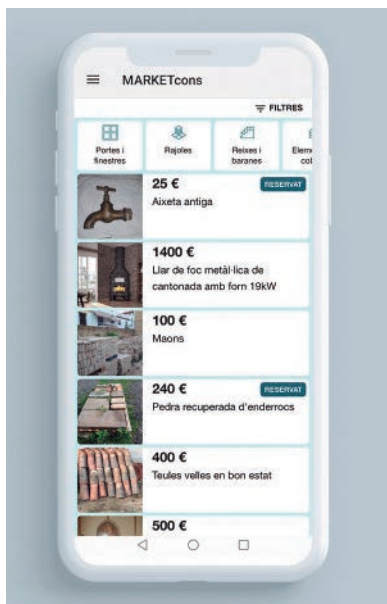 MARKETcons
FILTRES
Portes i
finestres
Rajoles
Reixes i
baranes
25 €
RESERVAT
Aixeta antiga
1400 €
Llar de foc metàl·lica de
cantonada amb forn 19kW
100 €
Maons
240 €
RESERVAT
Pedra recuperada d'enderrocs
400 €
Teules velles en bon estat
500 €